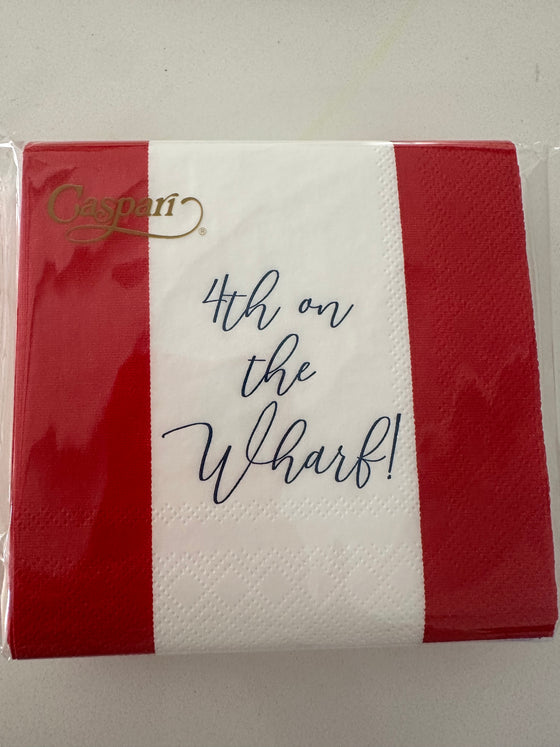 Caspari®
4th on
the
Wharf!